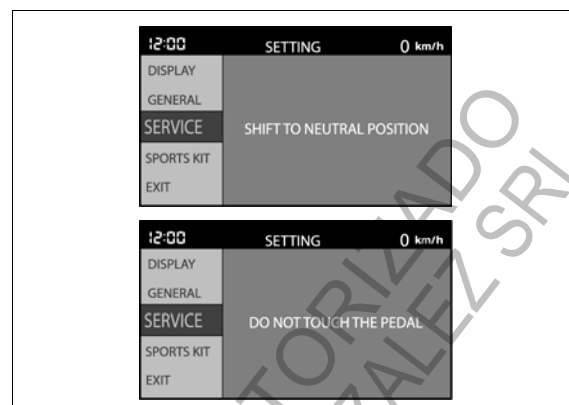 12:00 SETTING 0 km/h
DISPLAY
GENERAL
SERVICE
SPORTS KIT
EXIT
SHIFT TO NEUTRAL POSITION
12:00 SETTING 0 km/h
DISPLAY
GENERAL
SERVICE
SPORTS KIT
EXIT
DO NOT TOUCH THE PEDAL